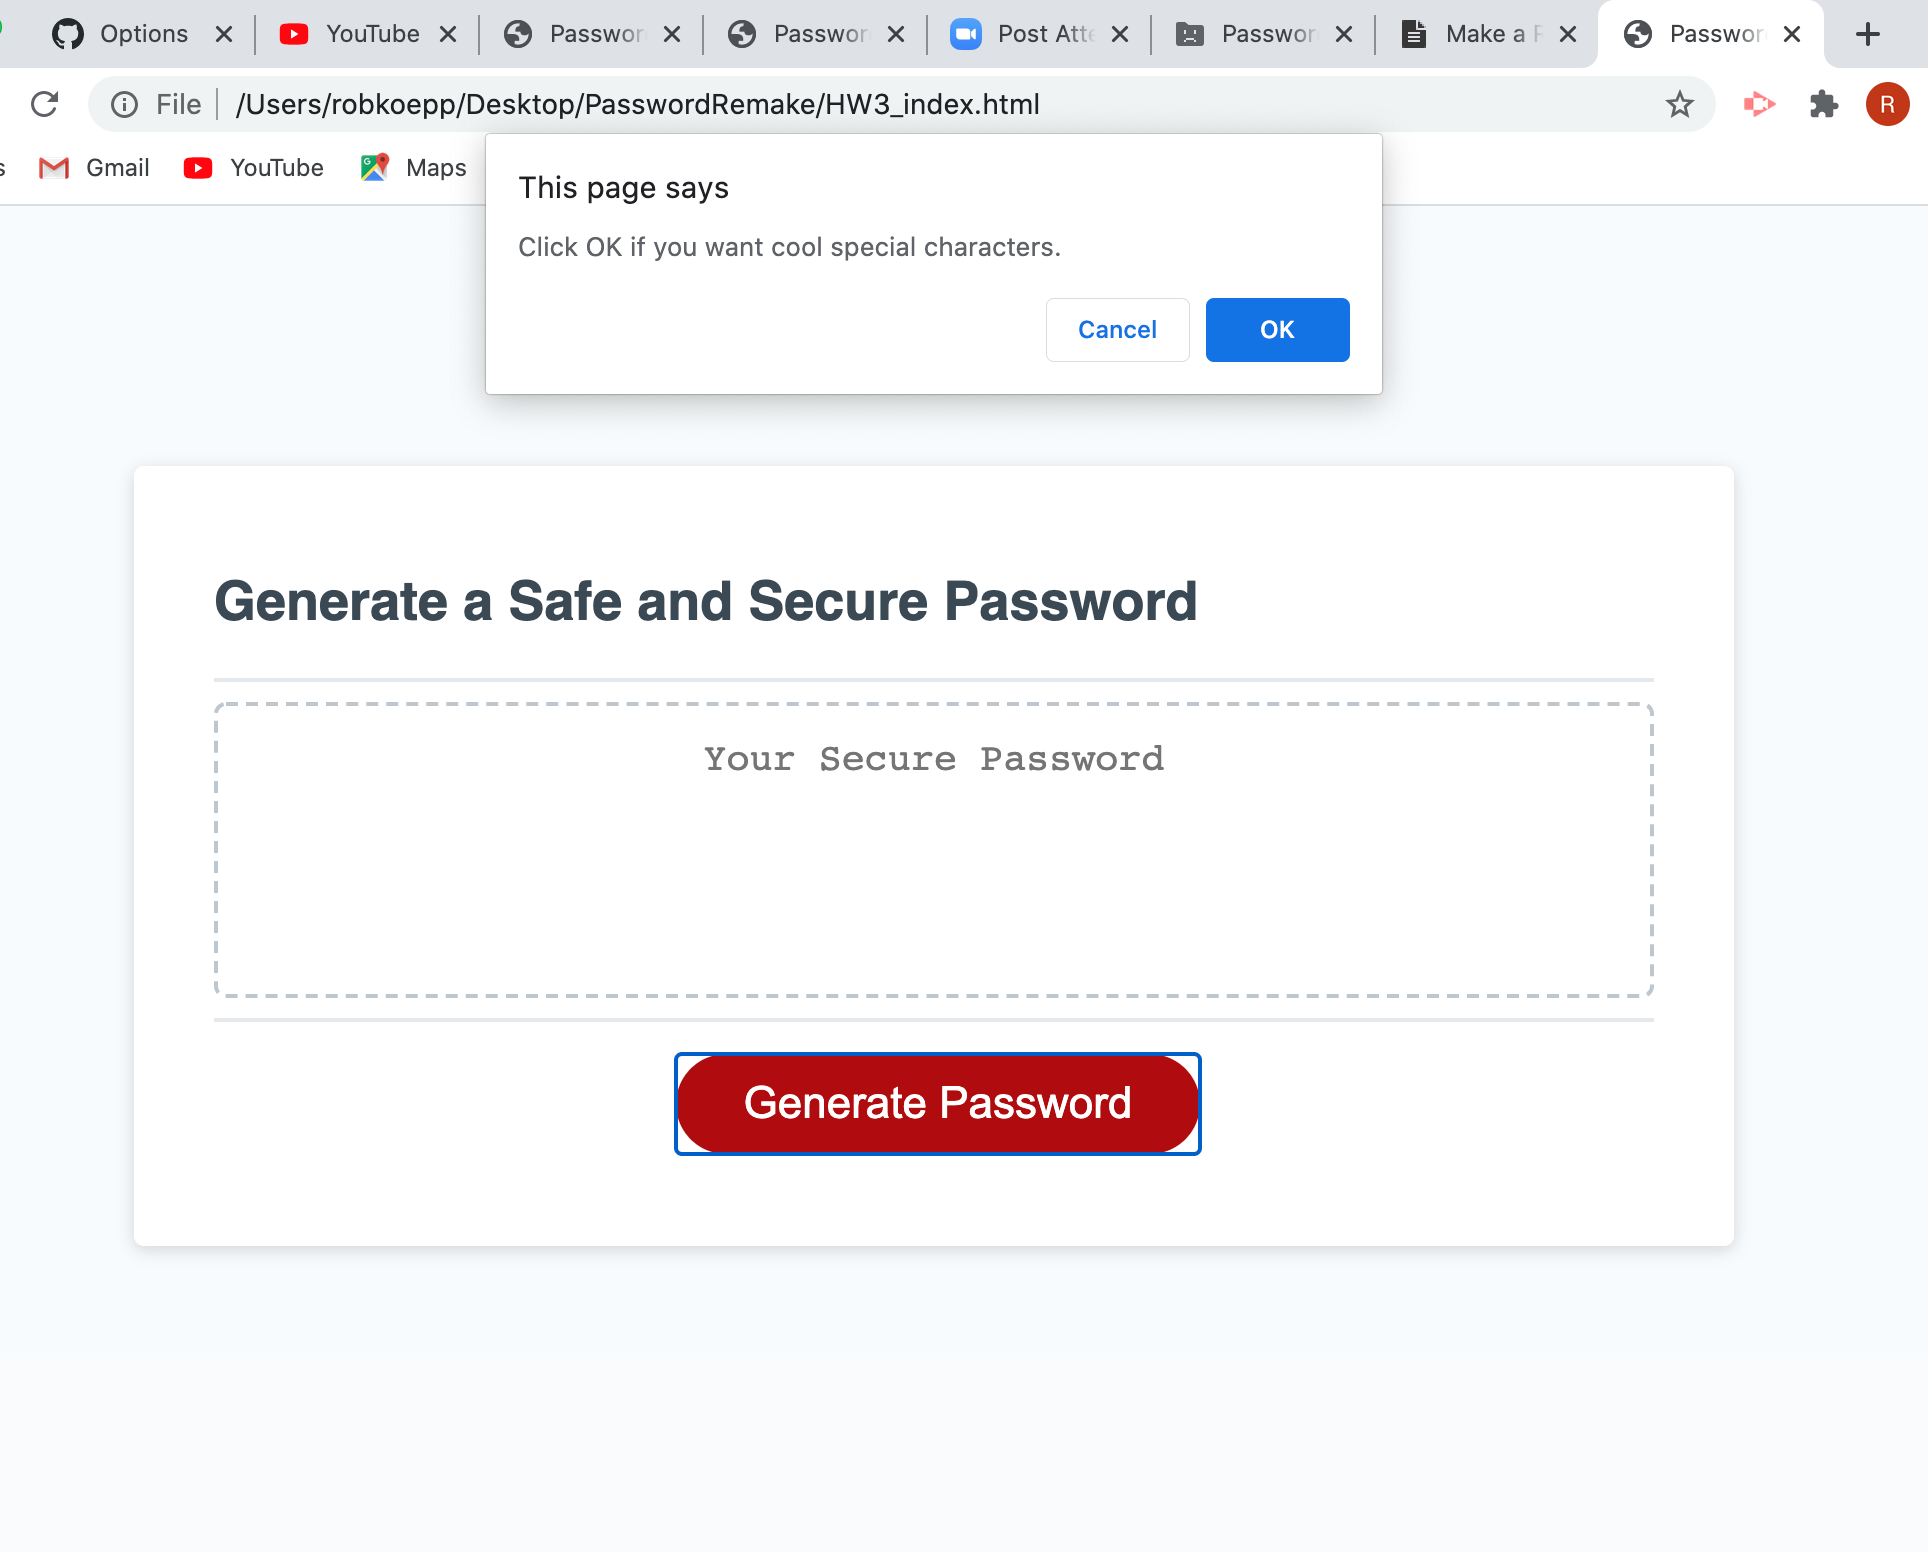 Options
YouTube
Passwor
Passwor
Post Atte
Passwor
Make a R
Passwor
File
/Users/robkoepp/Desktop/PasswordRemake/HW3_index.html
R
s
Gmail
YouTube
Maps
This page says
Click OK if you want cool special characters.
Cancel
OK
Generate a Safe and Secure Password
Your Secure Password
Generate Password